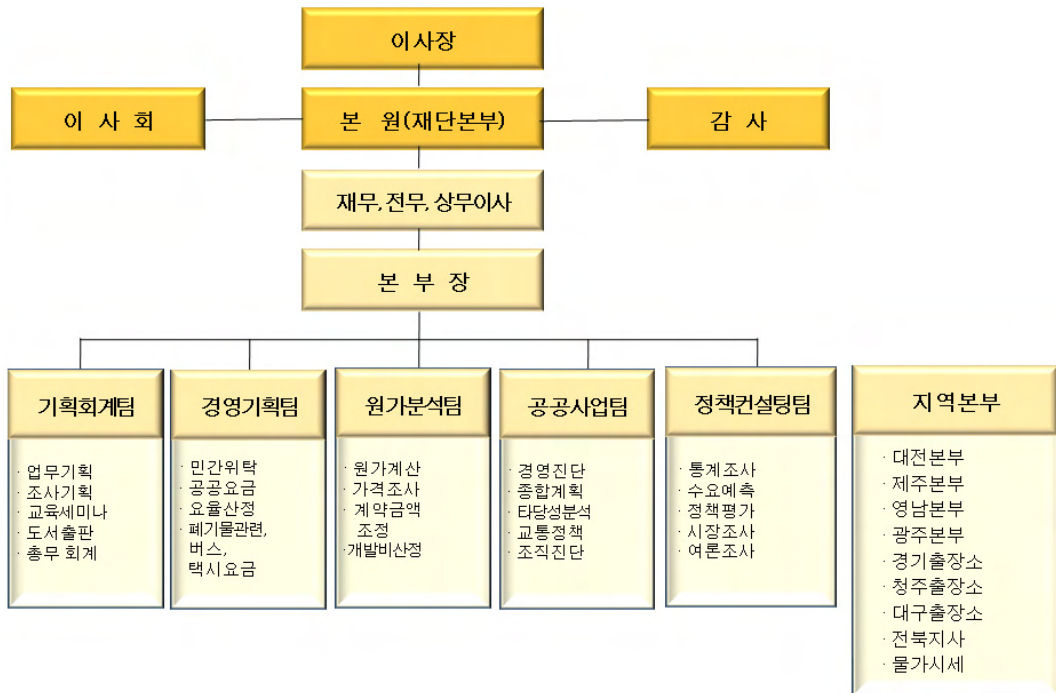 이사장
이 사 회
본 원(재단본부)
감 사
재무, 전무, 상무이사
본 부 장
기획회계팀
· 업무기획
· 조사기획
· 교육세미나
· 도서출판
· 총무 회계
경영기획팀
· 민간위탁
· 공공요금
· 요율산정
· 폐기물관련,
버스,
택시요금
원가분석팀
· 원가계산
· 가격조사
· 계약금액
조정
·개발비산정
공공사업팀
· 경영진단
· 종합계획
· 타당성분석
· 교통정책
· 조직진단
정책컨설팅팀
· 통계조사
· 수요예측
· 정책평가
· 시장조사
· 여론조사
지역본부
· 대전본부
· 제주본부
· 영남본부
· 광주본부
· 경기출장소
· 청주출장소
· 대구출장소
· 전북지사
· 물가시세